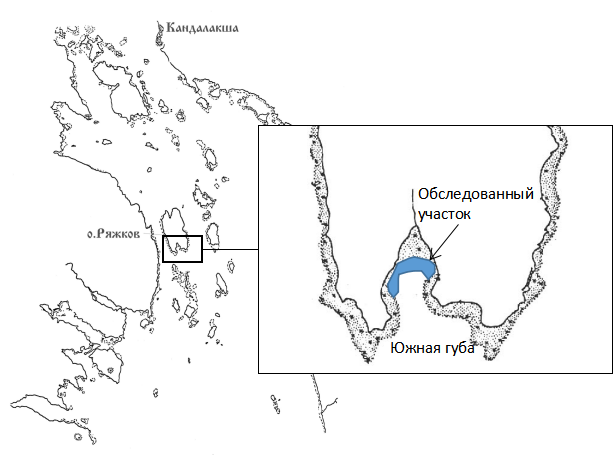 Кандалакша
о.Ряжков
Обследованный
участок
Южная губа